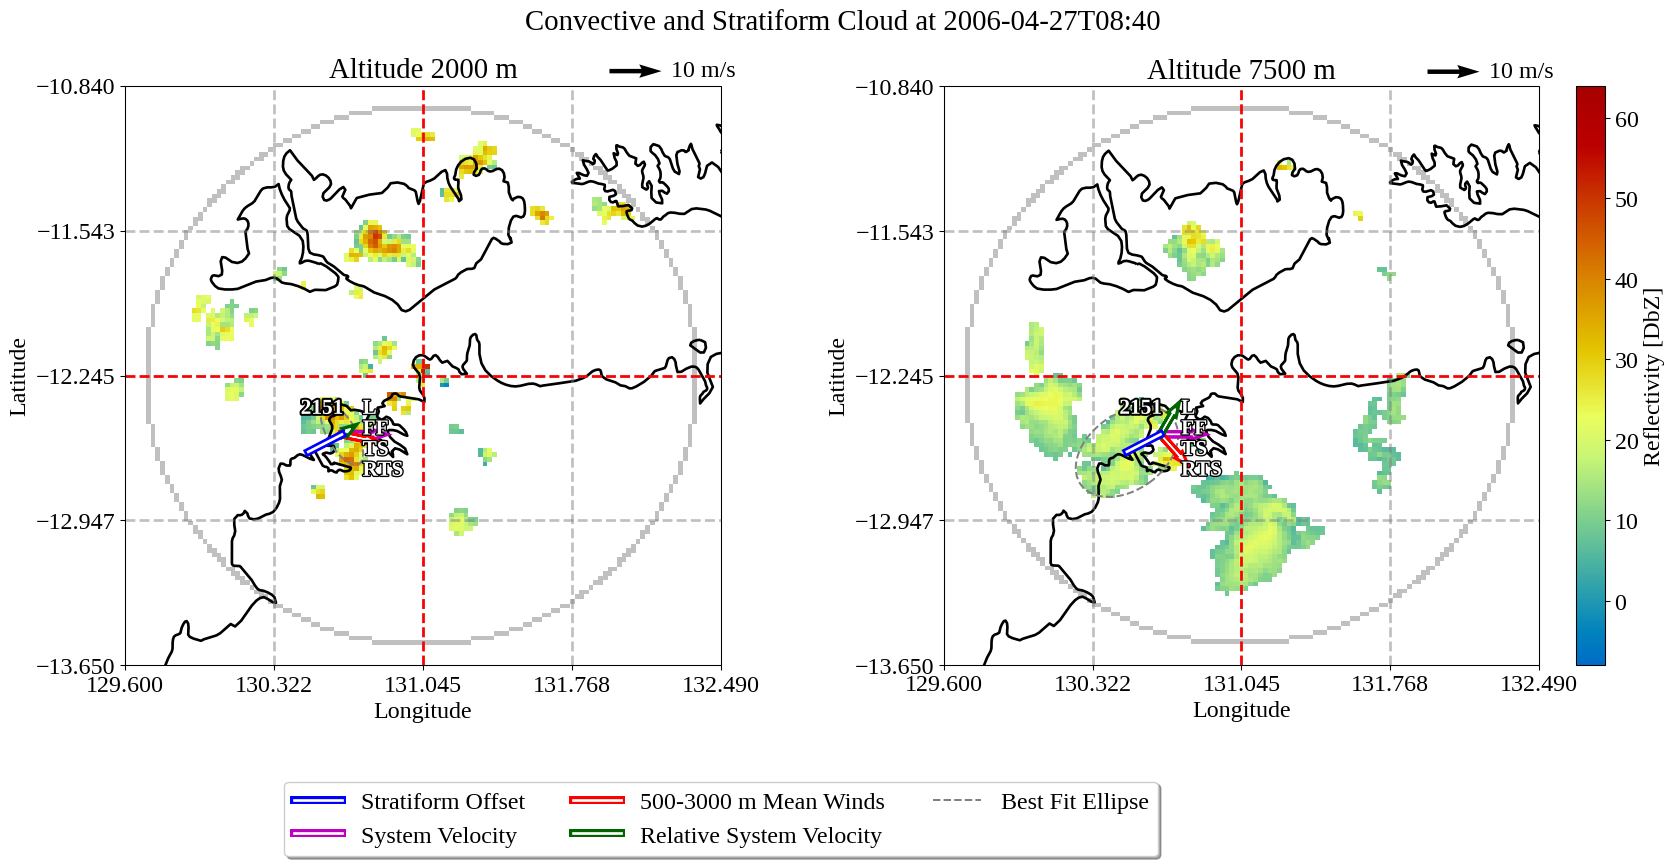 Convective and Stratiform Cloud at 2006-04-27T08:40
Altitude 2000 m
10 m/s
−10.840
−11.543
−12.245
−12.947
−13.650
Latitude
129.600
130.322
131.045
131.768
132.490
Longitude
2151
L
FF
TS
RTS
Altitude 7500 m
10 m/s
−10.840
−11.543
−12.245
−12.947
−13.650
Latitude
129.600
130.322
131.045
131.768
132.490
Longitude
2151
L
FF
TS
RTS
60
50
40
30
20
10
0
Reflectivity [DbZ]
Stratiform Offset
System Velocity
500-3000 m Mean Winds
Relative System Velocity
Best Fit Ellipse